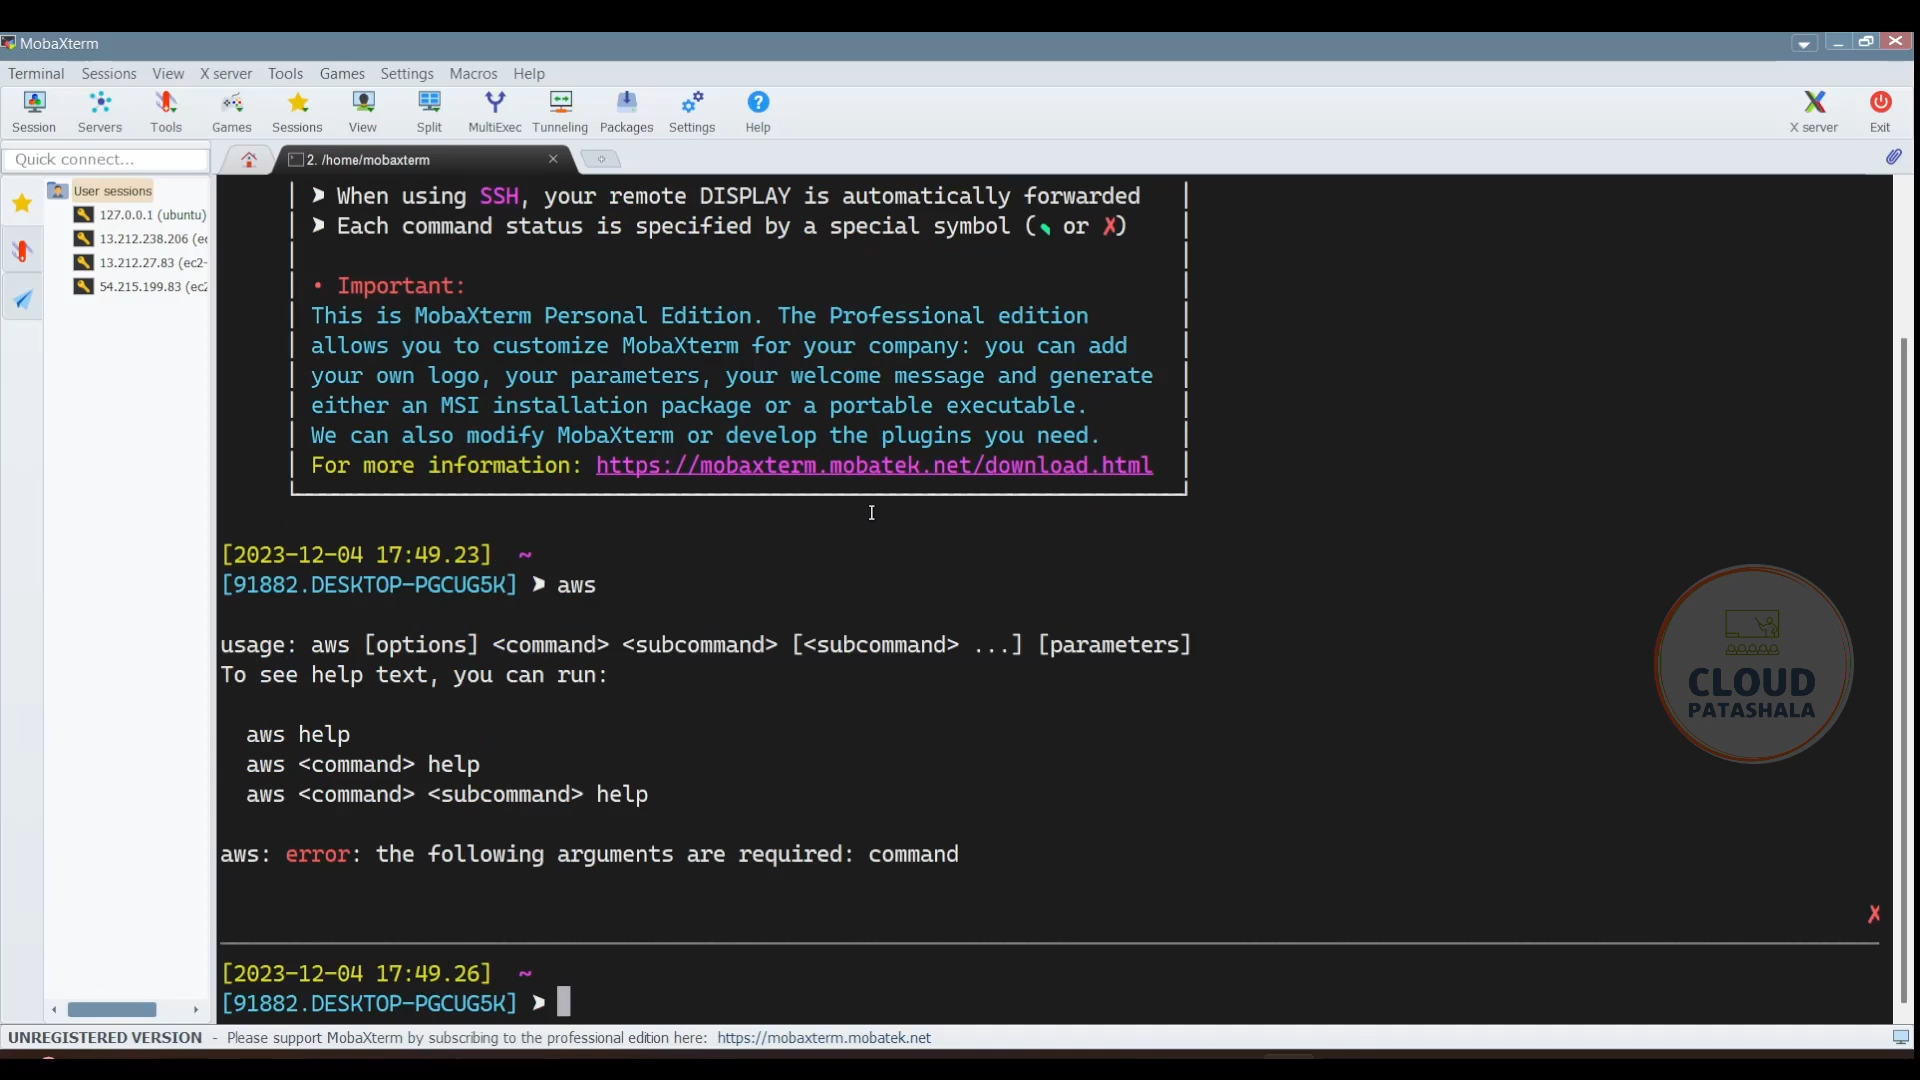 MobaXterm
Terminal Sessions View X server Tools Games Settings Macros Help
Session Servers Tools Games Sessions View Split MultiExec Tunneling Packages Settings Help X server Exit
Quick connect...
2. /home/mobaxterm
User sessions
127.0.0.1 (ubuntu)
13.212.238.206 (ec
13.212.27.83 (ec2-
54.215.199.83 (ec2
➤ When using SSH, your remote DISPLAY is automatically forwarded
➤ Each command status is specified by a special symbol (✔ or ✗)
• Important:
This is MobaXterm Personal Edition. The Professional edition
allows you to customize MobaXterm for your company: you can add
your own logo, your parameters, your welcome message and generate
either an MSI installation package or a portable executable.
We can also modify MobaXterm or develop the plugins you need.
For more information: https://mobaxterm.mobatek.net/download.html
[2023-12-04 17:49.23] ~
[91882.DESKTOP-PGCUG5K] ➤ aws
usage: aws [options] <command> <subcommand> [<subcommand> ...] [parameters]
To see help text, you can run:
aws help
aws <command> help
aws <command> <subcommand> help
aws: error: the following arguments are required: command
✗
[2023-12-04 17:49.26] ~
[91882.DESKTOP-PGCUG5K] ➤
CLOUD
PATASHALA
UNREGISTERED VERSION - Please support MobaXterm by subscribing to the professional edition here: https://mobaxterm.mobatek.net